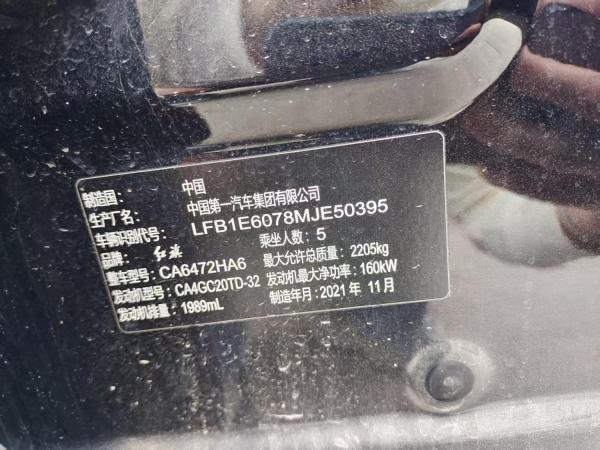 制造国： 中国
生产厂名： 中国第一汽车集团有限公司
车辆识别代号： LFB1E6078MJE50395
品牌： 红旗 乘坐人数：5
整车型号：CA6472HA6 最大允许总质量：2205kg
发动机型号：CA4GC20TD-32 发动机最大净功率：160kW
发动机排量：1989mL 制造年月：2021 年 11月